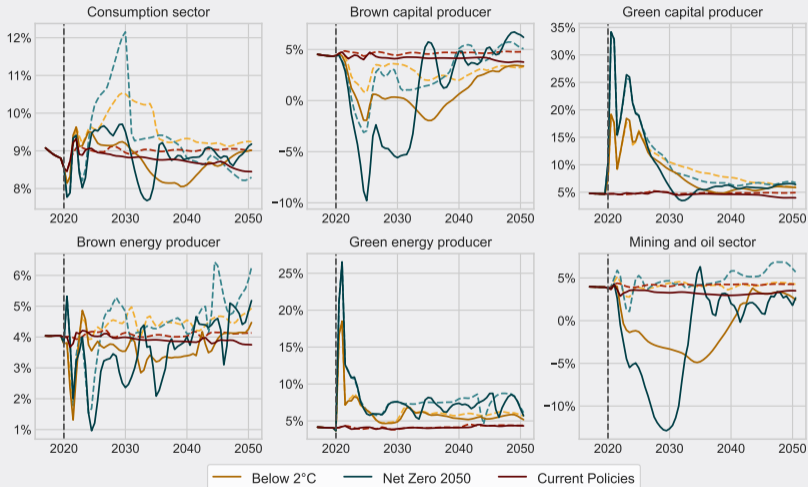 Consumption sector
12%
11%
10%
9%
8%
2020 2030 2040 2050
Brown capital producer
5%
0%
−5%
−10%
2020 2030 2040 2050
Green capital producer
35%
30%
25%
20%
15%
10%
5%
2020 2030 2040 2050
Brown energy producer
6%
5%
4%
3%
2%
1%
2020 2030 2040 2050
Green energy producer
25%
20%
15%
10%
5%
2020 2030 2040 2050
Mining and oil sector
5%
0%
−5%
−10%
2020 2030 2040 2050
Below 2°C Net Zero 2050 Current Policies